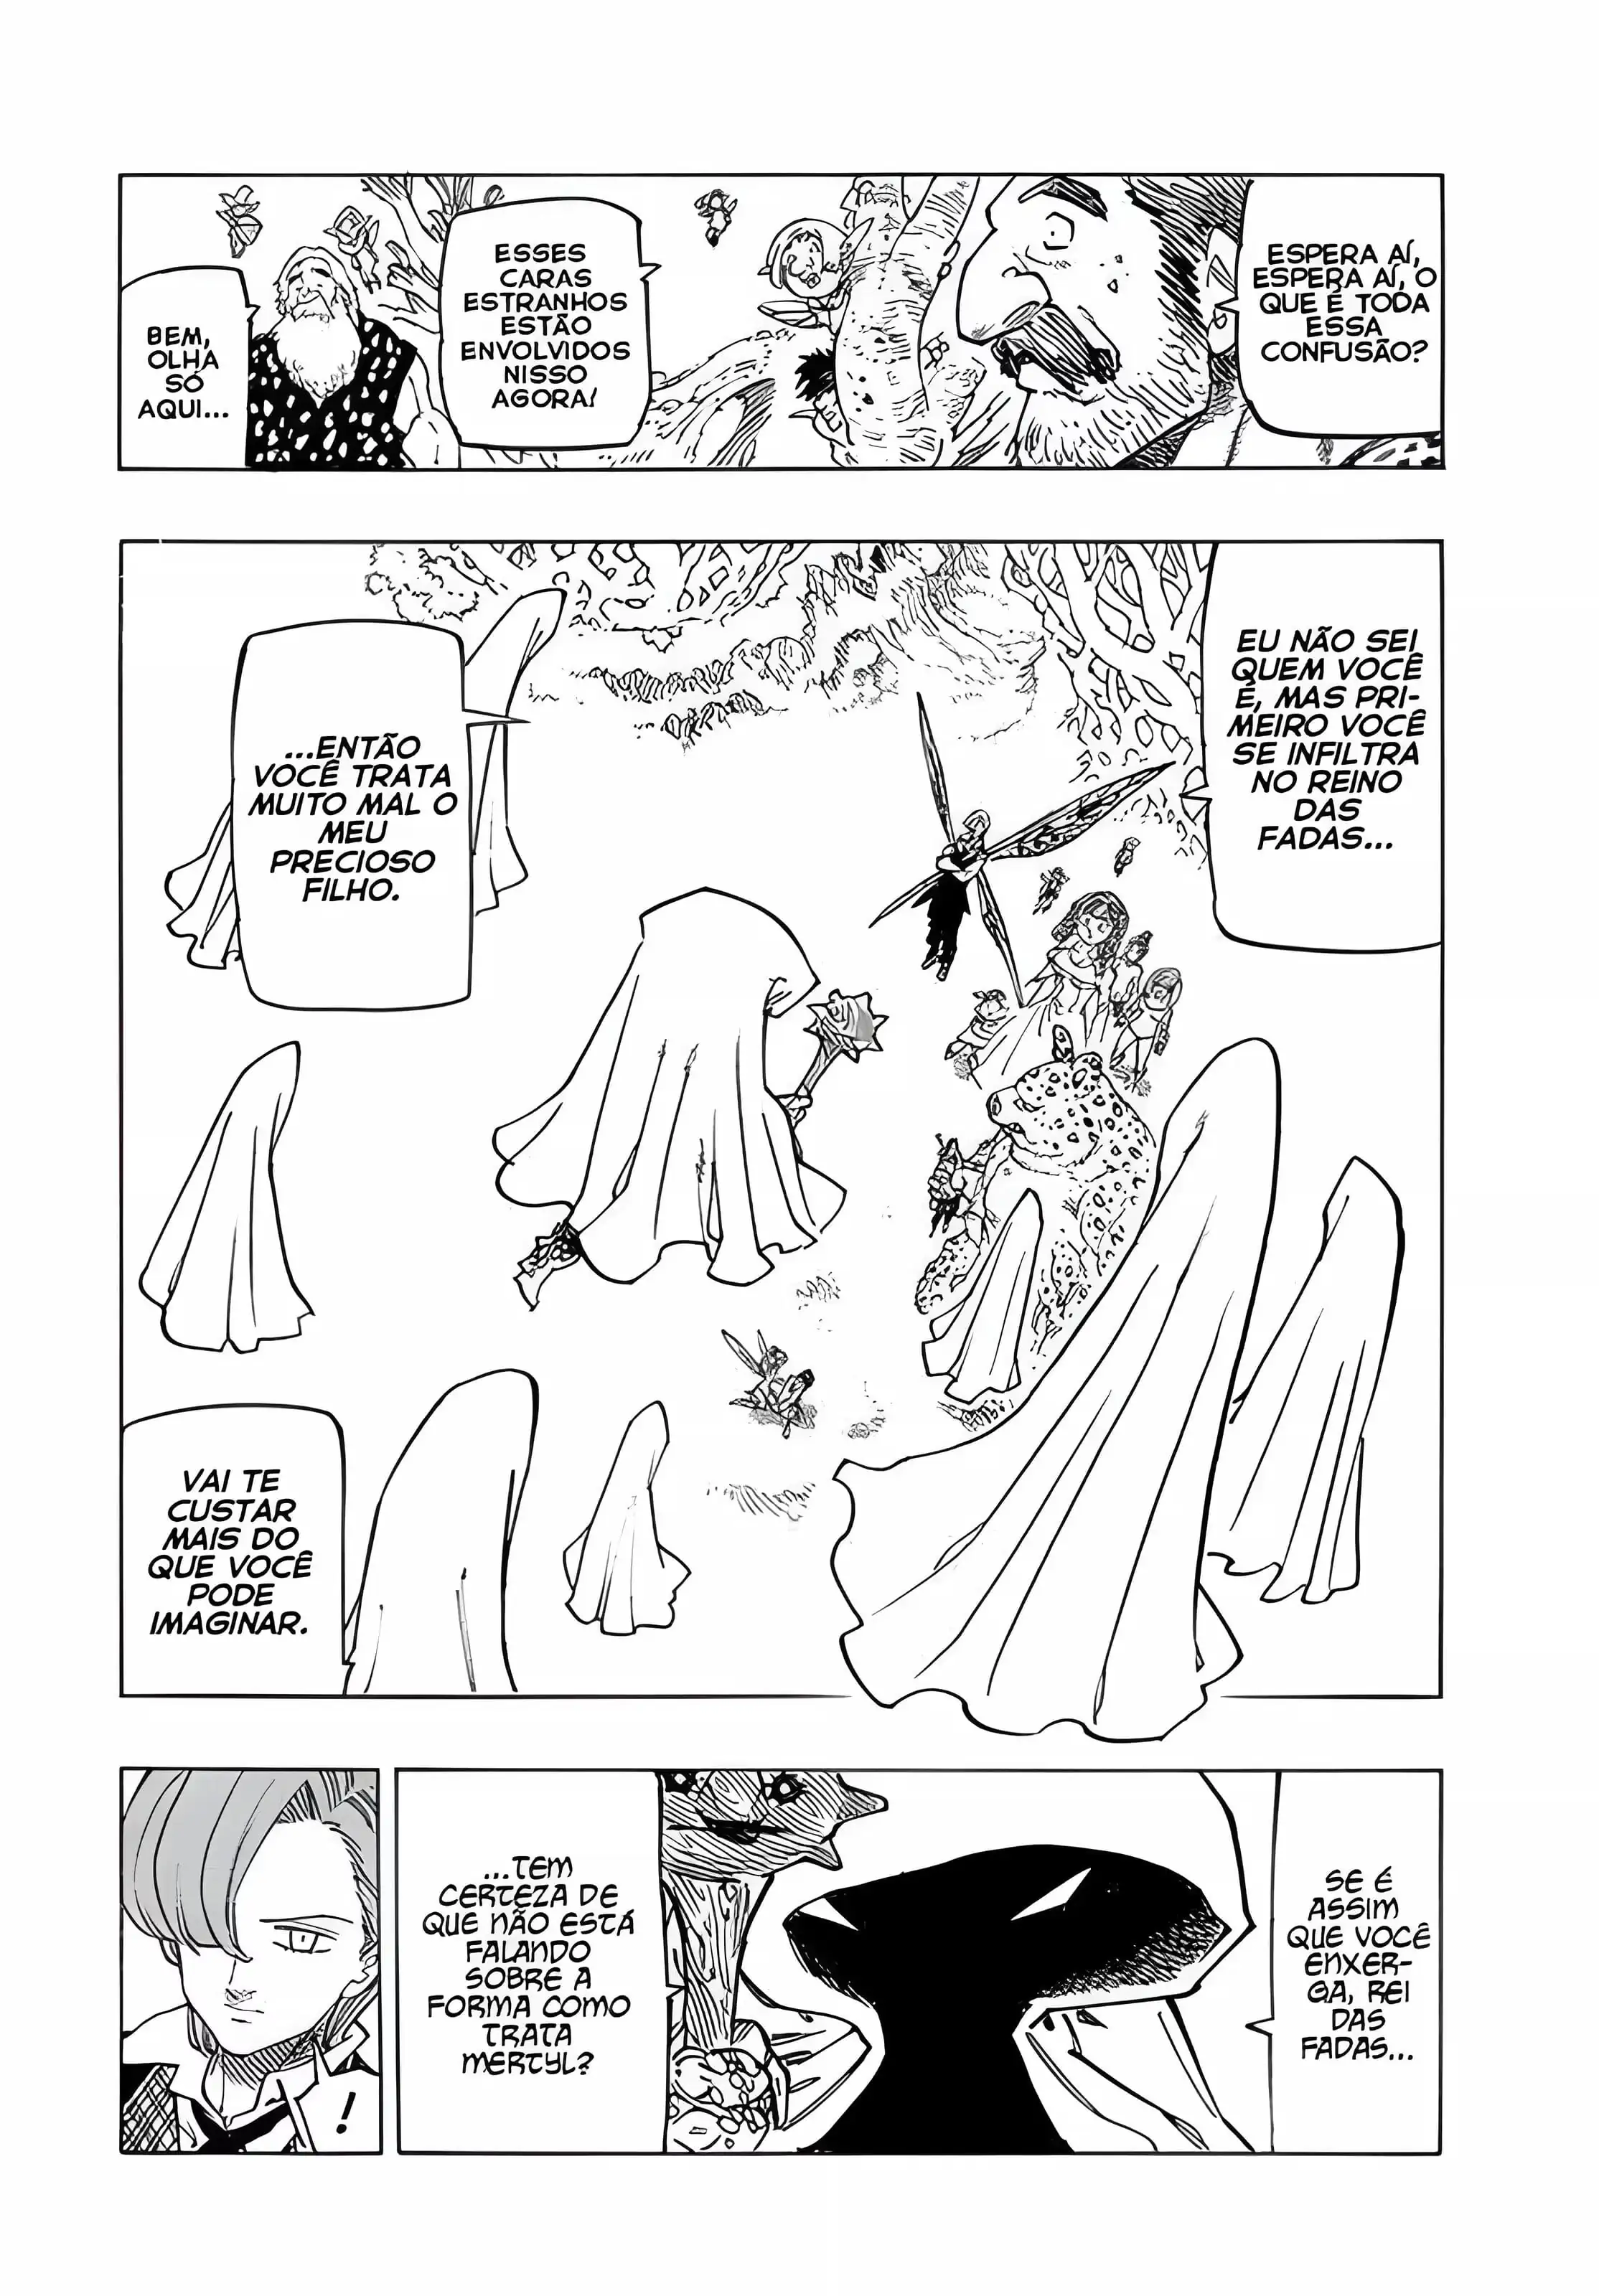 ESPERA AÍ,
ESPERA AÍ, O
QUE É TODA
ESSA
CONFUSÃO?
ESSES
CARAS
ESTRANHOS
ESTÃO
ENVOLVIDOS
NISSO
AGORA!
BEM,
OLHA
SÓ
AQUI...
EU NÃO SEI
QUEM VOCÊ
É, MAS PRI-
MEIRO VOCÊ
SE INFILTRA
NO REINO
DAS
FADAS...
...ENTÃO
VOCÊ TRATA
MUITO MAL O
MEU
PRECIOSO
FILHO.
VAI TE
CUSTAR
MAIS DO
QUE VOCÊ
PODE
IMAGINAR.
SE É
ASSIM
QUE VOCÊ
ENXER-
GA, REI
DAS
FADAS...
...TEM
CERTEZA DE
QUE NÃO ESTÁ
FALANDO
SOBRE A
FORMA COMO
TRATA
MERTYL?
!